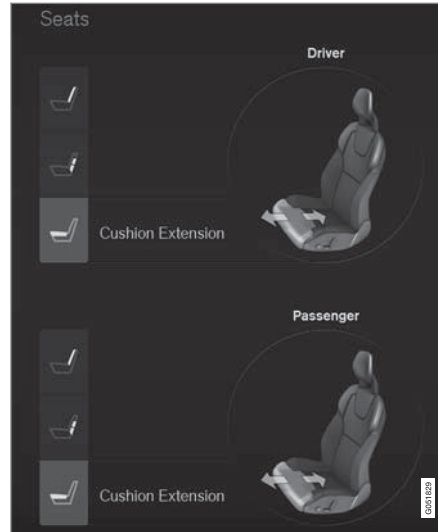 Seats
Driver
Cushion Extension
Passenger
Cushion Extension
G051829